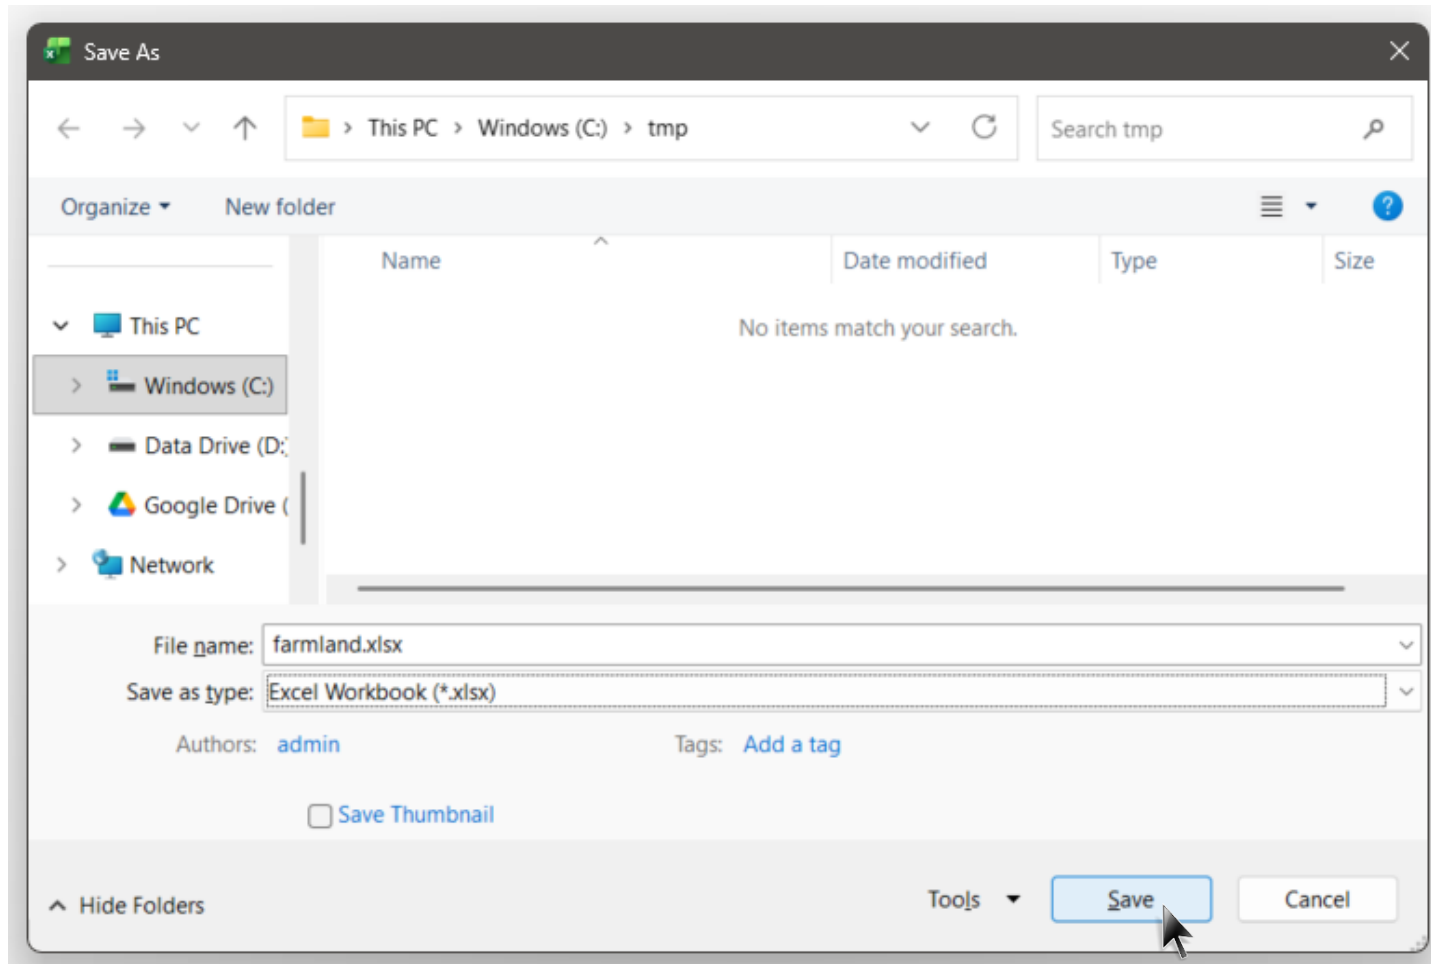 Save As
This PC > Windows (C:) > tmp
Search tmp
Organize
New folder
?
Name
Date modified
Type
Size
This PC
No items match your search.
Windows (C:)
Data Drive (D:
Google Drive (
Network
File name: farmland.xlsx
Save as type: Excel Workbook (*.xlsx)
Authors: admin
Tags: Add a tag
Save Thumbnail
Hide Folders
Tools
Save
Cancel